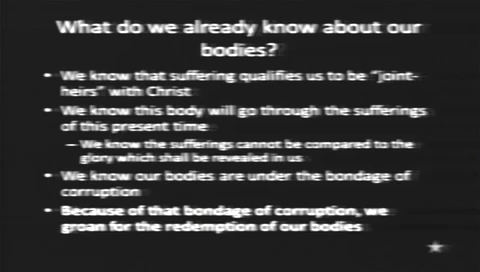 What do we already know about our
bodies?
• We know that suffering qualifies us to be "joint-
heirs" with Christ
• We know this body will go through the sufferings
of this present time
– We know the sufferings cannot be compared to the
glory which shall be revealed in us
• We know our bodies are under the bondage of
corruption
• Because of that bondage of corruption, we
groan for the redemption of our bodies